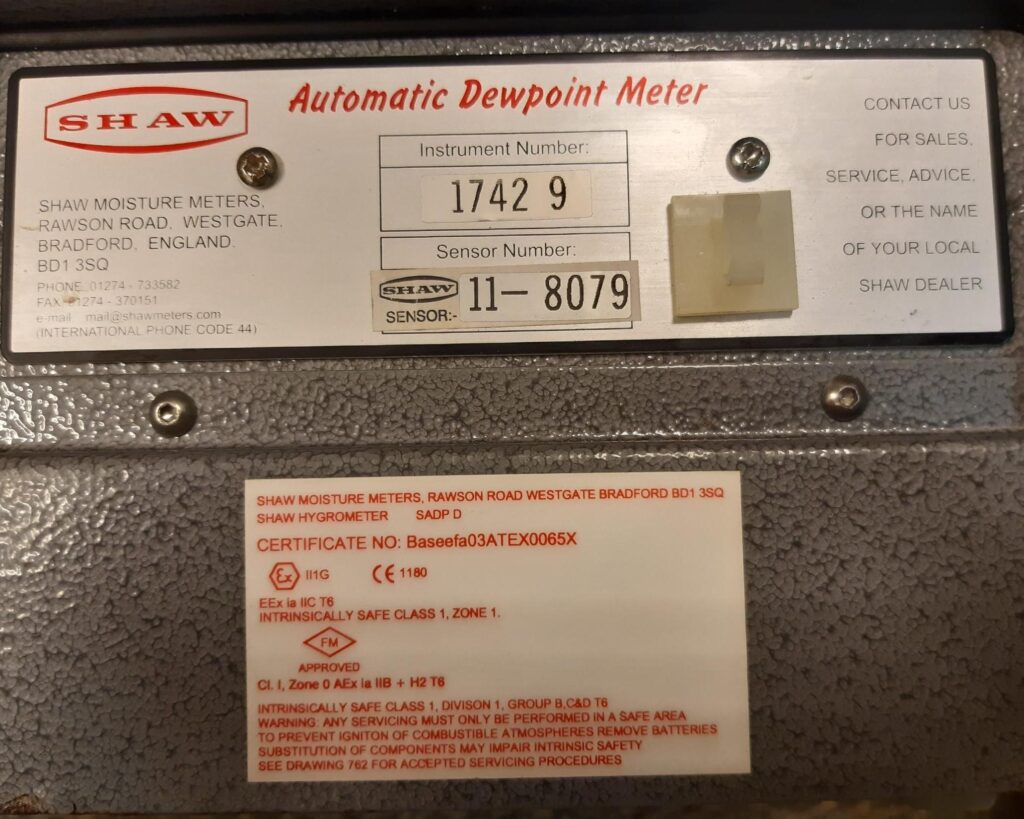 SHAW
Automatic Dewpoint Meter
SHAW MOISTURE METERS,
RAWSON ROAD, WESTGATE,
BRADFORD, ENGLAND.
BD1 3SQ
PHONE 01274 - 733582
FAX 01274 - 370151
e-mail mail@shawmeters.com
(INTERNATIONAL PHONE CODE 44)
Instrument Number:
1742 9
Sensor Number:
SHAW
SENSOR:- 11-8079
CONTACT US
FOR SALES,
SERVICE, ADVICE,
OR THE NAME
OF YOUR LOCAL
SHAW DEALER
SHAW MOISTURE METERS, RAWSON ROAD WESTGATE BRADFORD BD1 3SQ
SHAW HYGROMETER SADP D
CERTIFICATE NO: Baseefa03ATEX0065X
Ex II1G CE 1180
EEx ia IIC T6
INTRINSICALLY SAFE CLASS 1, ZONE 1.
FM
APPROVED
Cl. I, Zone 0 AEx ia IIB + H2 T6
INTRINSICALLY SAFE CLASS 1, DIVISON 1, GROUP B,C&D T6
WARNING: ANY SERVICING MUST ONLY BE PERFORMED IN A SAFE AREA
TO PREVENT IGNITON OF COMBUSTIBLE ATMOSPHERES REMOVE BATTERIES
SUBSTITUTION OF COMPONENTS MAY IMPAIR INTRINSIC SAFETY
SEE DRAWING 762 FOR ACCEPTED SERVICING PROCEDURES